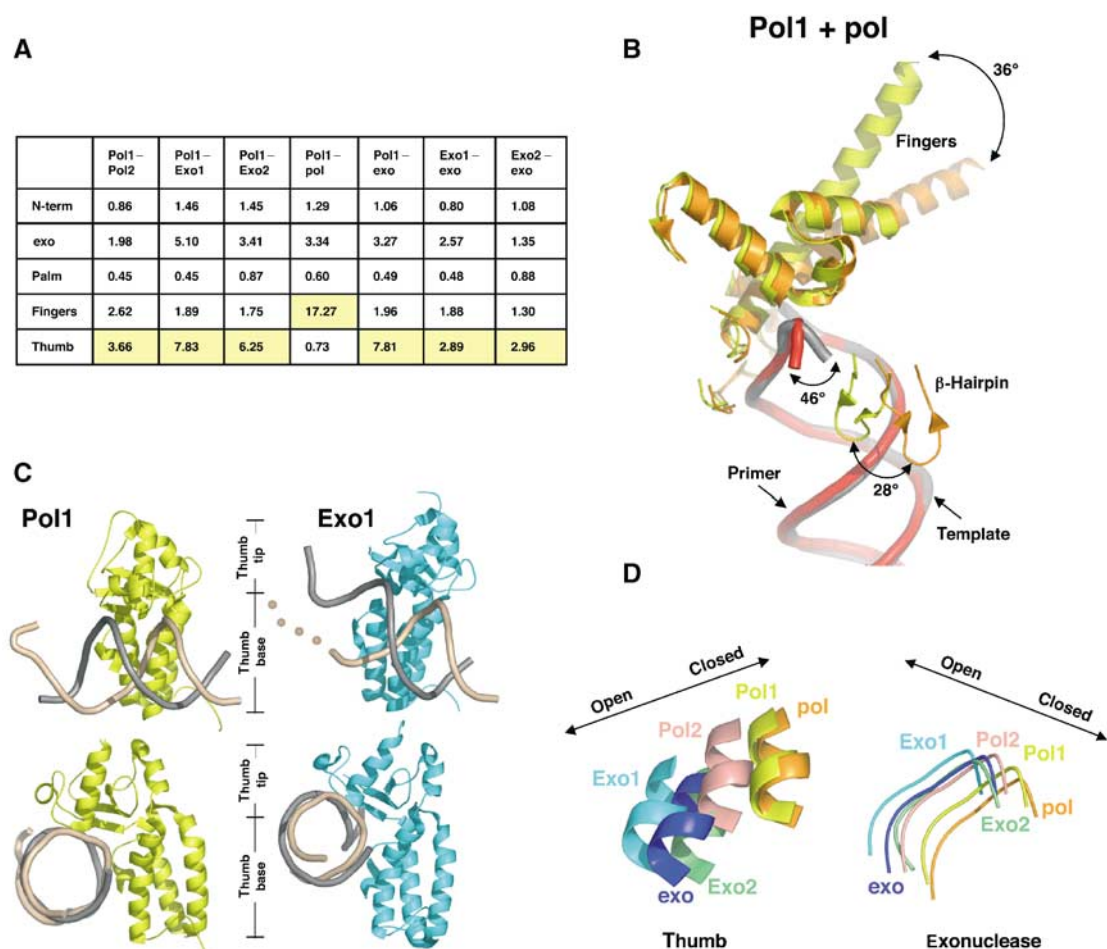 A
Pol1– Pol2 Pol1– Exo1 Pol1– Exo2 Pol1– pol Pol1– exo Exo1– exo Exo2– exo
N-term 0.86 1.46 1.45 1.29 1.06 0.80 1.08
exo 1.98 5.10 3.41 3.34 3.27 2.57 1.35
Palm 0.45 0.45 0.87 0.60 0.49 0.48 0.88
Fingers 2.62 1.89 1.75 17.27 1.96 1.88 1.30
Thumb 3.66 7.83 6.25 0.73 7.81 2.89 2.96
Pol1 + pol
B
36°
Fingers
46°
β-Hairpin
28°
Primer
Template
C
Pol1
Exo1
Thumb tip
Thumb base
Thumb tip
Thumb base
D
Open
Closed
Pol1
pol
Pol2
Exo1
exo
Exo2
Thumb
Open
Closed
Exo1
Pol2
Pol1
pol
Exo2
exo
Exonuclease